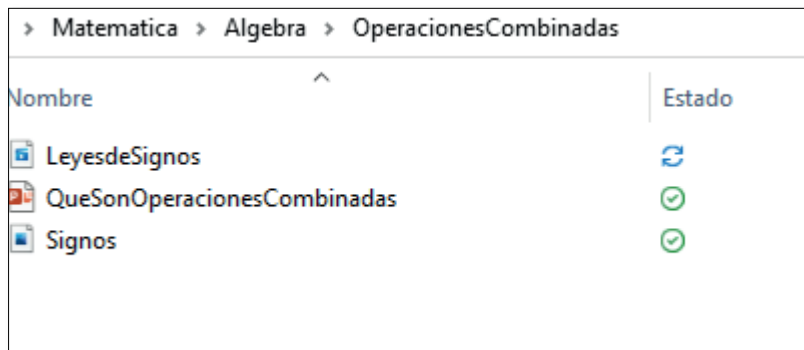 > Matematica > Algebra > OperacionesCombinadas
Nombre Estado
LeyesdeSignos
QueSonOperacionesCombinadas
Signos